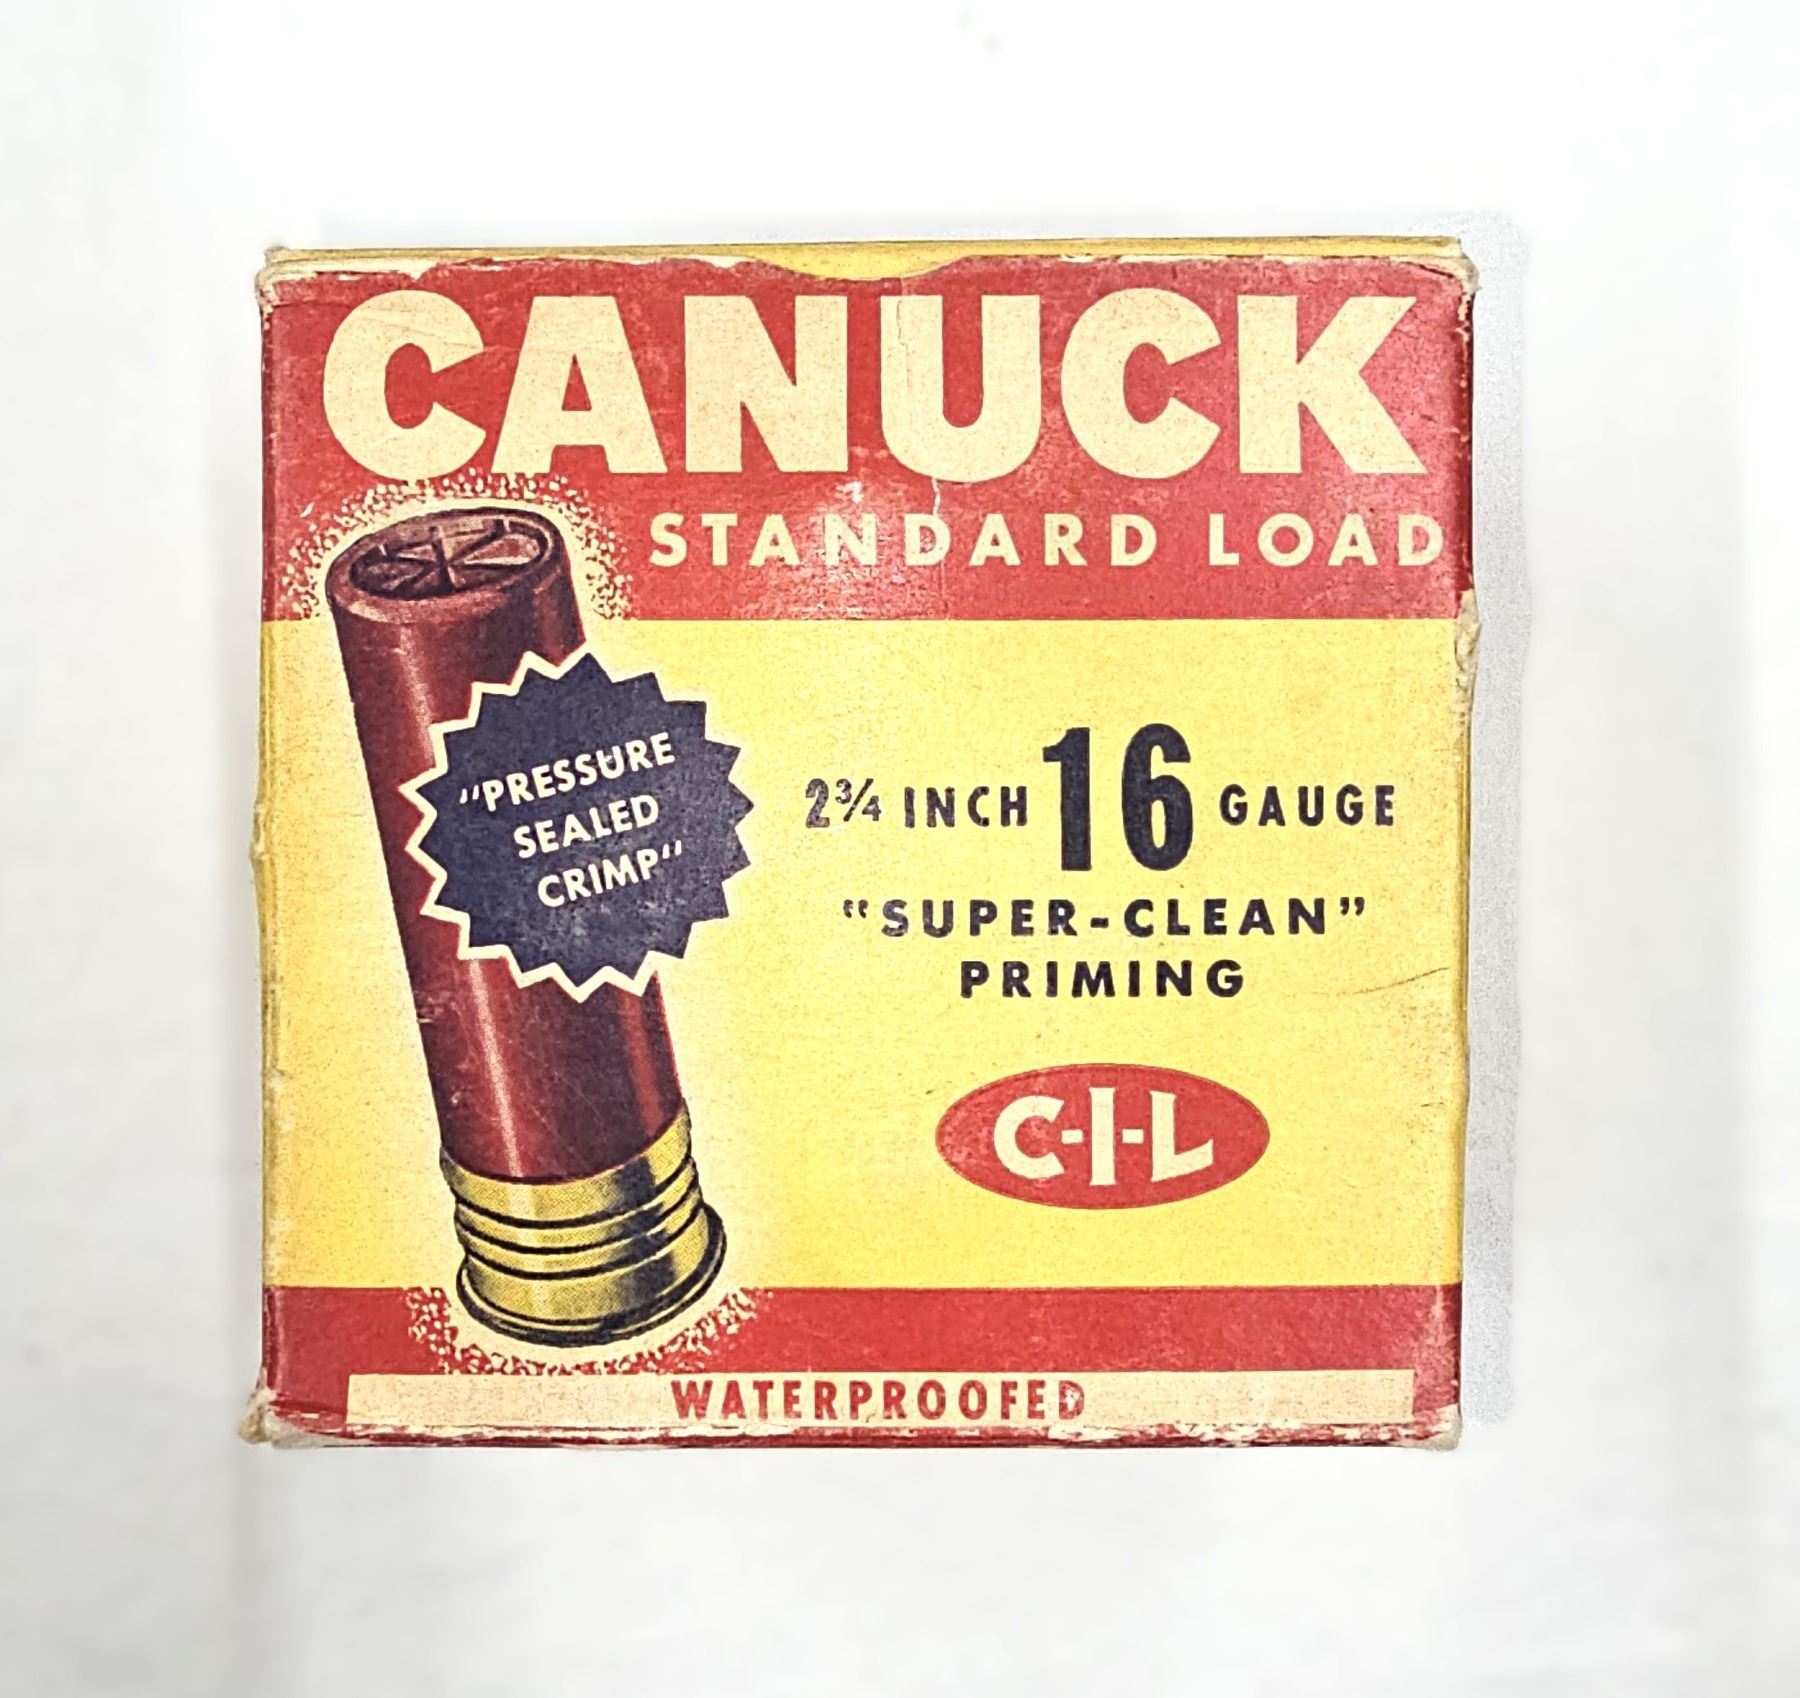 CANUCK
STANDARD LOAD
"PRESSURE
SEALED
CRIMP"
2¾ INCH 16 GAUGE
"SUPER-CLEAN"
PRIMING
C-I-L
WATERPROOFED